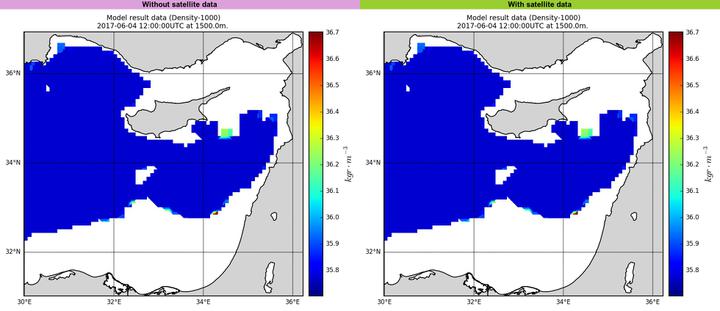 Without satellite data
Model result data (Density-1000)
2017-06-04 12:00:00UTC at 1500.0m.
36°N
34°N
32°N
30°E
32°E
34°E
36°E
36.7
36.6
36.5
36.4
36.3
36.2
36.1
36.0
35.9
35.8
kgr · m⁻³
With satellite data
Model result data (Density-1000)
2017-06-04 12:00:00UTC at 1500.0m.
36°N
34°N
32°N
30°E
32°E
34°E
36°E
36.7
36.6
36.5
36.4
36.3
36.2
36.1
36.0
35.9
35.8
kgr · m⁻³